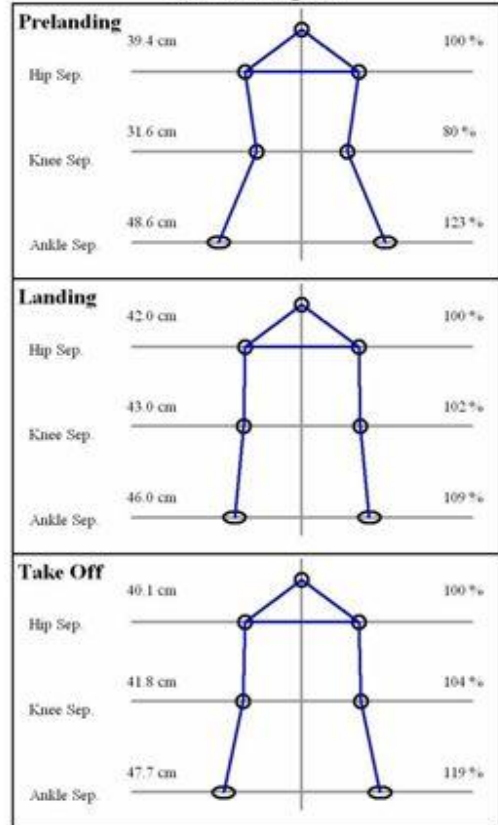 Prelanding
39.4 cm 100 %
Hip Sep.
31.6 cm 80 %
Knee Sep.
48.6 cm 123 %
Ankle Sep.
Landing
42.0 cm 100 %
Hip Sep.
43.0 cm 102 %
Knee Sep.
46.0 cm 109 %
Ankle Sep.
Take Off
40.1 cm 100 %
Hip Sep.
41.8 cm 104 %
Knee Sep.
47.7 cm 119 %
Ankle Sep.